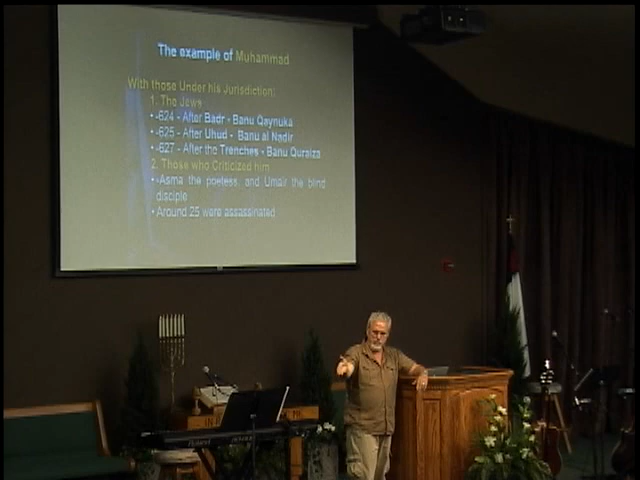 The example of Muhammad
With those Under his Jurisdiction:
1. The Jews
•-624 - After Badr - Banu Qaynuka
•-625 - After Uhud - Banu al Nadir
•-627 - After the Trenches - Banu Quraiza
2. Those who Criticized him
•-Asma the poetess, and Umair the blind
disciple
•Around 25 were assassinated
Roland